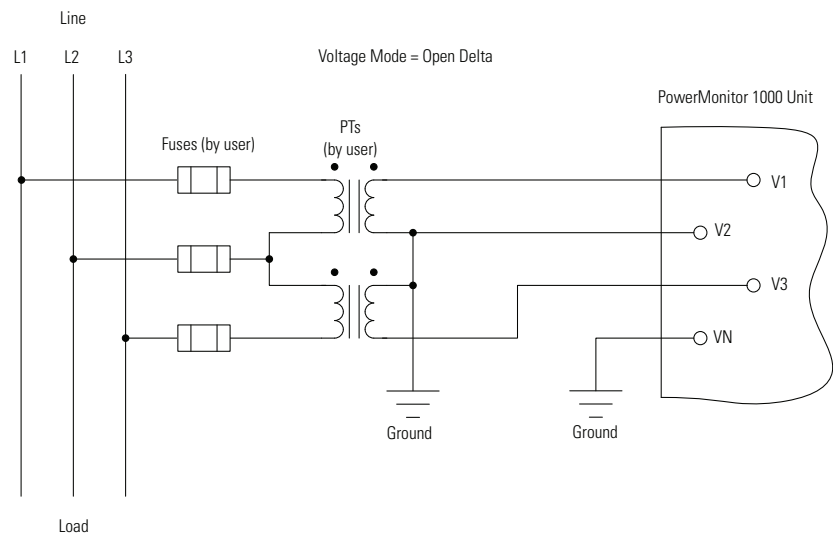 Line
L1
L2
L3
Voltage Mode = Open Delta
PowerMonitor 1000 Unit
Fuses (by user)
PTs
(by user)
V1
V2
V3
VN
Ground
Ground
Load